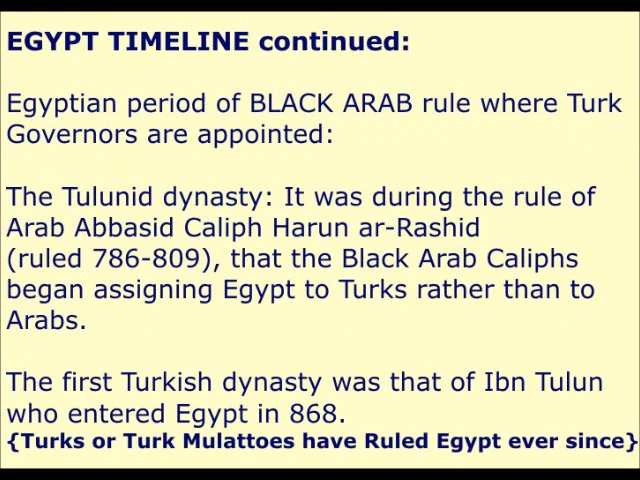 EGYPT TIMELINE continued:
Egyptian period of BLACK ARAB rule where Turk
Governors are appointed:
The Tulunid dynasty: It was during the rule of
Arab Abbasid Caliph Harun ar-Rashid
(ruled 786-809), that the Black Arab Caliphs
began assigning Egypt to Turks rather than to
Arabs.
The first Turkish dynasty was that of Ibn Tulun
who entered Egypt in 868.
{Turks or Turk Mulattoes have Ruled Egypt ever since}